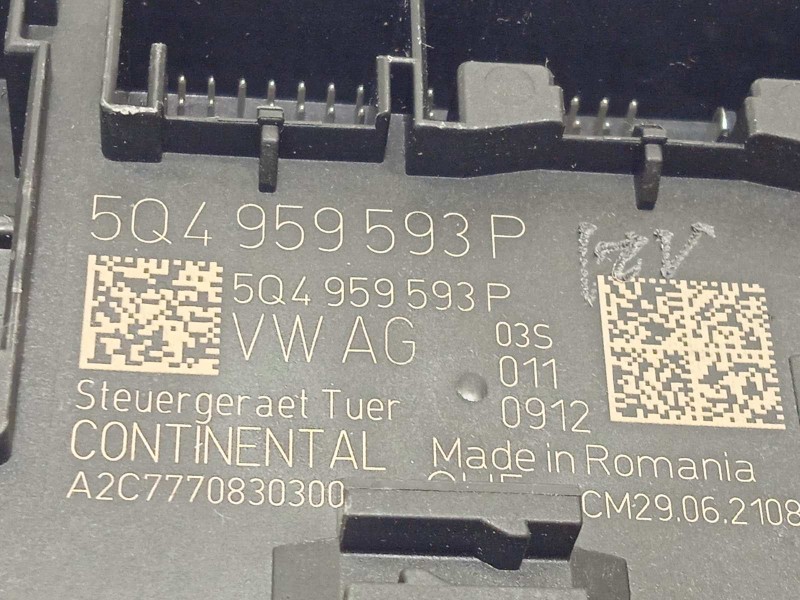 5Q4 959 593 P
5Q4 959 593 P
VW AG
03S
011
0912
Steuergeraet Tuer
CONTINENTAL
Made in Romania
A2C7770830300
CM29.06.2108